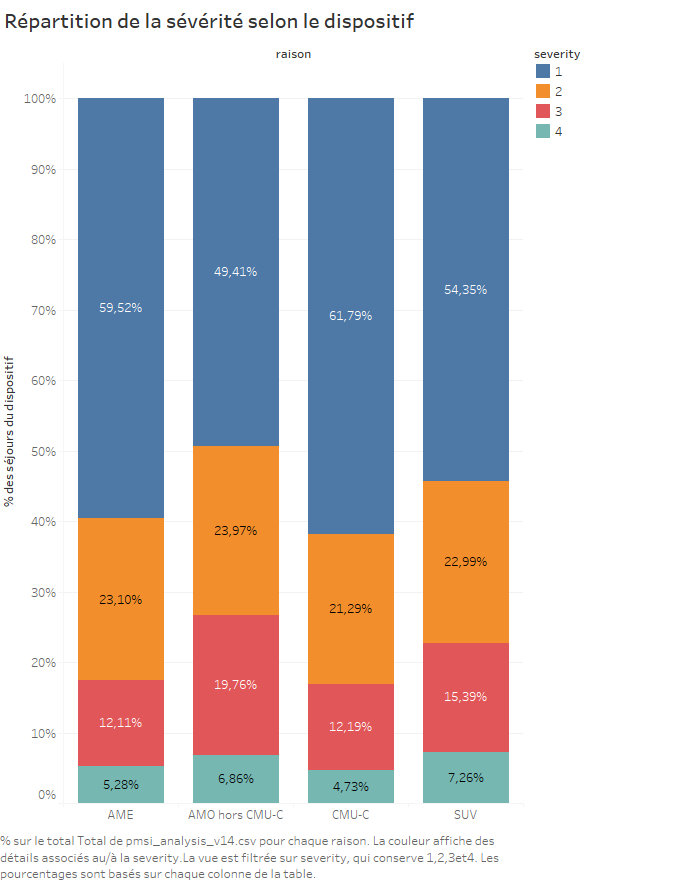 Répartition de la sévérité selon le dispositif
raison
severity
1
2
3
4
% des séjours du dispositif
100%
90%
80%
70%
60%
50%
40%
30%
20%
10%
0%
59,52%
49,41%
61,79%
54,35%
23,10%
23,97%
21,29%
22,99%
12,11%
19,76%
12,19%
15,39%
5,28%
6,86%
4,73%
7,26%
AME
AMO hors CMU-C
CMU-C
SUV
% sur le total Total de pmsi_analysis_v14.csv pour chaque raison. La couleur affiche des
détails associés au/à la severity.La vue est filtrée sur severity, qui conserve 1,2,3et4. Les
pourcentages sont basés sur chaque colonne de la table.